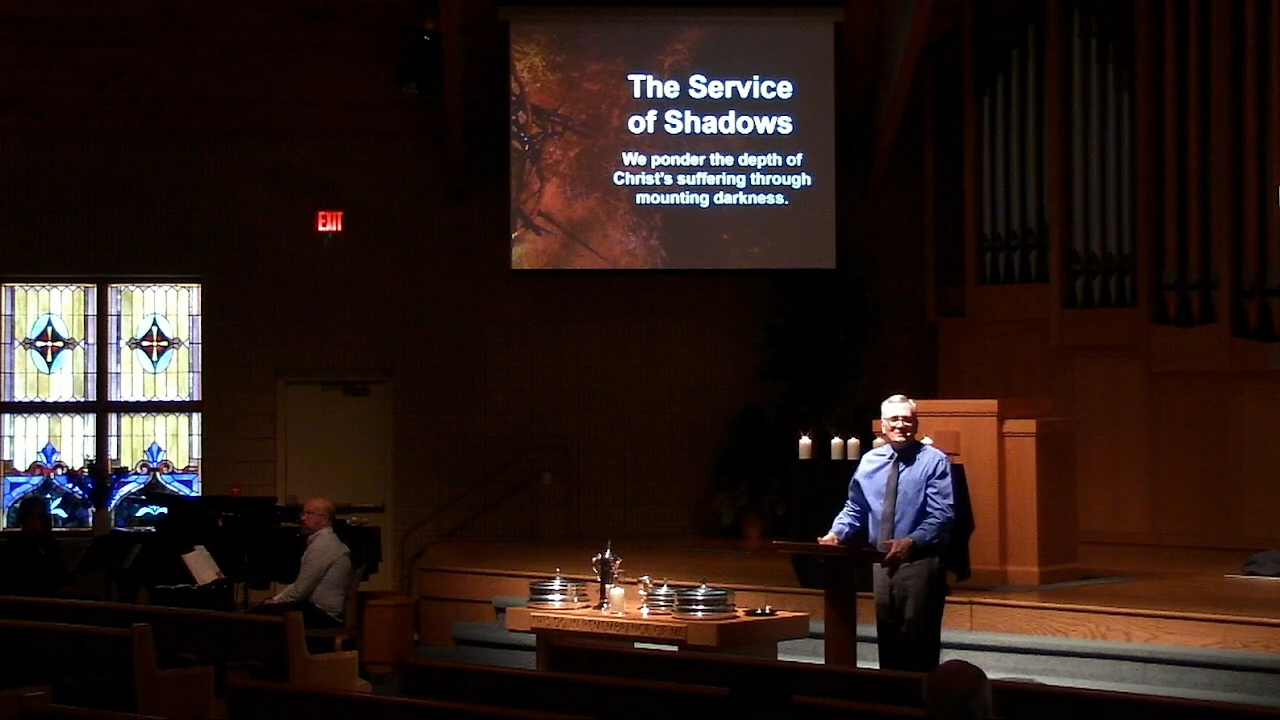 The Service
of Shadows
We ponder the depth of
Christ's suffering through
mounting darkness.
EXIT